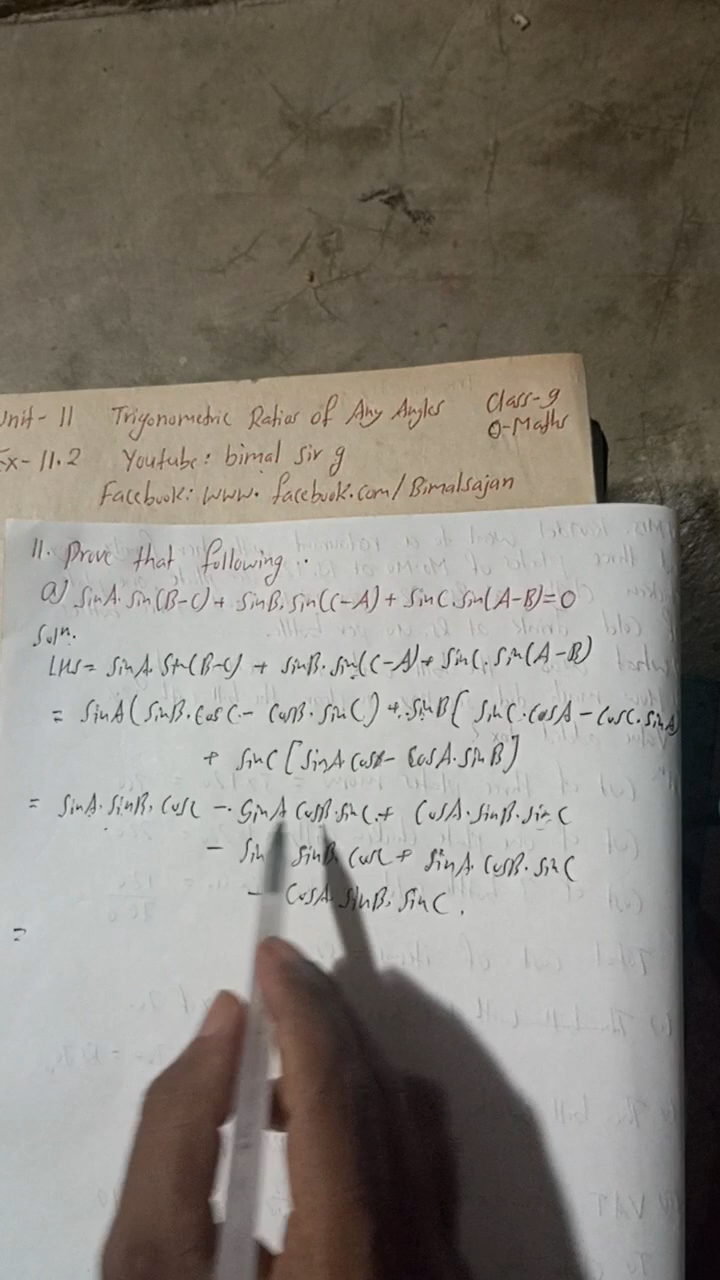 Unit-11 Trigonometric Ratios of Any Angles Class-9
Ex-11.2 Youtube: bimal sir g O-Maths
Facebook: www.facebook.com/Bimalsajan
11. Prove that following.
a) SinA. sin(B-C)+ sinB. sin(C-A)+ sinC. sin(A-B)=0
Soln.
LHS= sinA. Sin(B-C) + sinB. sin(C-A)+ sinC. sin(A-B)
= sinA(sinB.CosC- CosB. sinC) + sinB[sinC.CosA-CosC.sinA
+ sinC[sinA CosB- CosA.sinB]
= sinA.sinB.CosC - SinA CosB.sinC+ CosA.sinB.sinC
- sin sinB CosC + sinA.CosB.sinC
- CosA sinB. sinC.
=